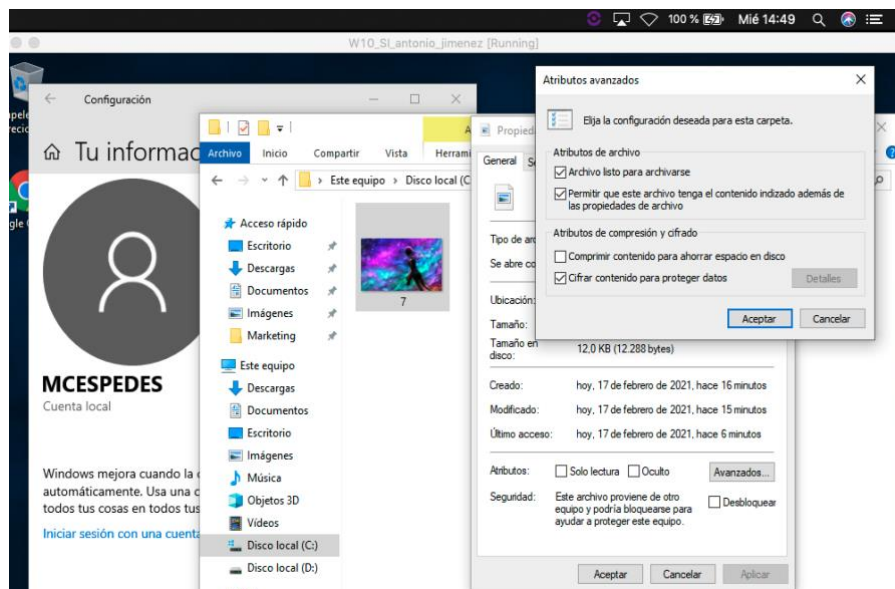 100 % Mié 14:49
W10_SI_antonio_jimenez [Running]
Configuración
Tu informac
MCESPEDES
Cuenta local
Windows mejora cuando la
automáticamente. Usa una c
todos tus cosas en todos tus
Iniciar sesión con una cuenta
Archivo Inicio Compartir Vista Herrami
Este equipo > Disco local (C
Acceso rápido
Escritorio
Descargas
Documentos
Imágenes
Marketing
Este equipo
Descargas
Documentos
Escritorio
Imágenes
Música
Objetos 3D
Vídeos
Disco local (C:)
Disco local (D:)
7
Propied
General
Tipo de arc
Se abre co
Ubicación:
Tamaño:
Tamaño en
disco:
12,0 KB (12.288 bytes)
Creado: hoy, 17 de febrero de 2021, hace 16 minutos
Modificado: hoy, 17 de febrero de 2021, hace 15 minutos
Último acceso: hoy, 17 de febrero de 2021, hace 6 minutos
Atributos: Solo lectura Oculto Avanzados...
Seguridad: Este archivo proviene de otro
equipo y podría bloquearse para
ayudar a proteger este equipo.
Desbloquear
Aceptar Cancelar Aplicar
Atributos avanzados
Elija la configuración deseada para esta carpeta.
Atributos de archivo
Archivo listo para archivarse
Permitir que este archivo tenga el contenido indizado además de
las propiedades de archivo
Atributos de compresión y cifrado
Comprimir contenido para ahorrar espacio en disco
Cifrar contenido para proteger datos
Detalles
Aceptar Cancelar